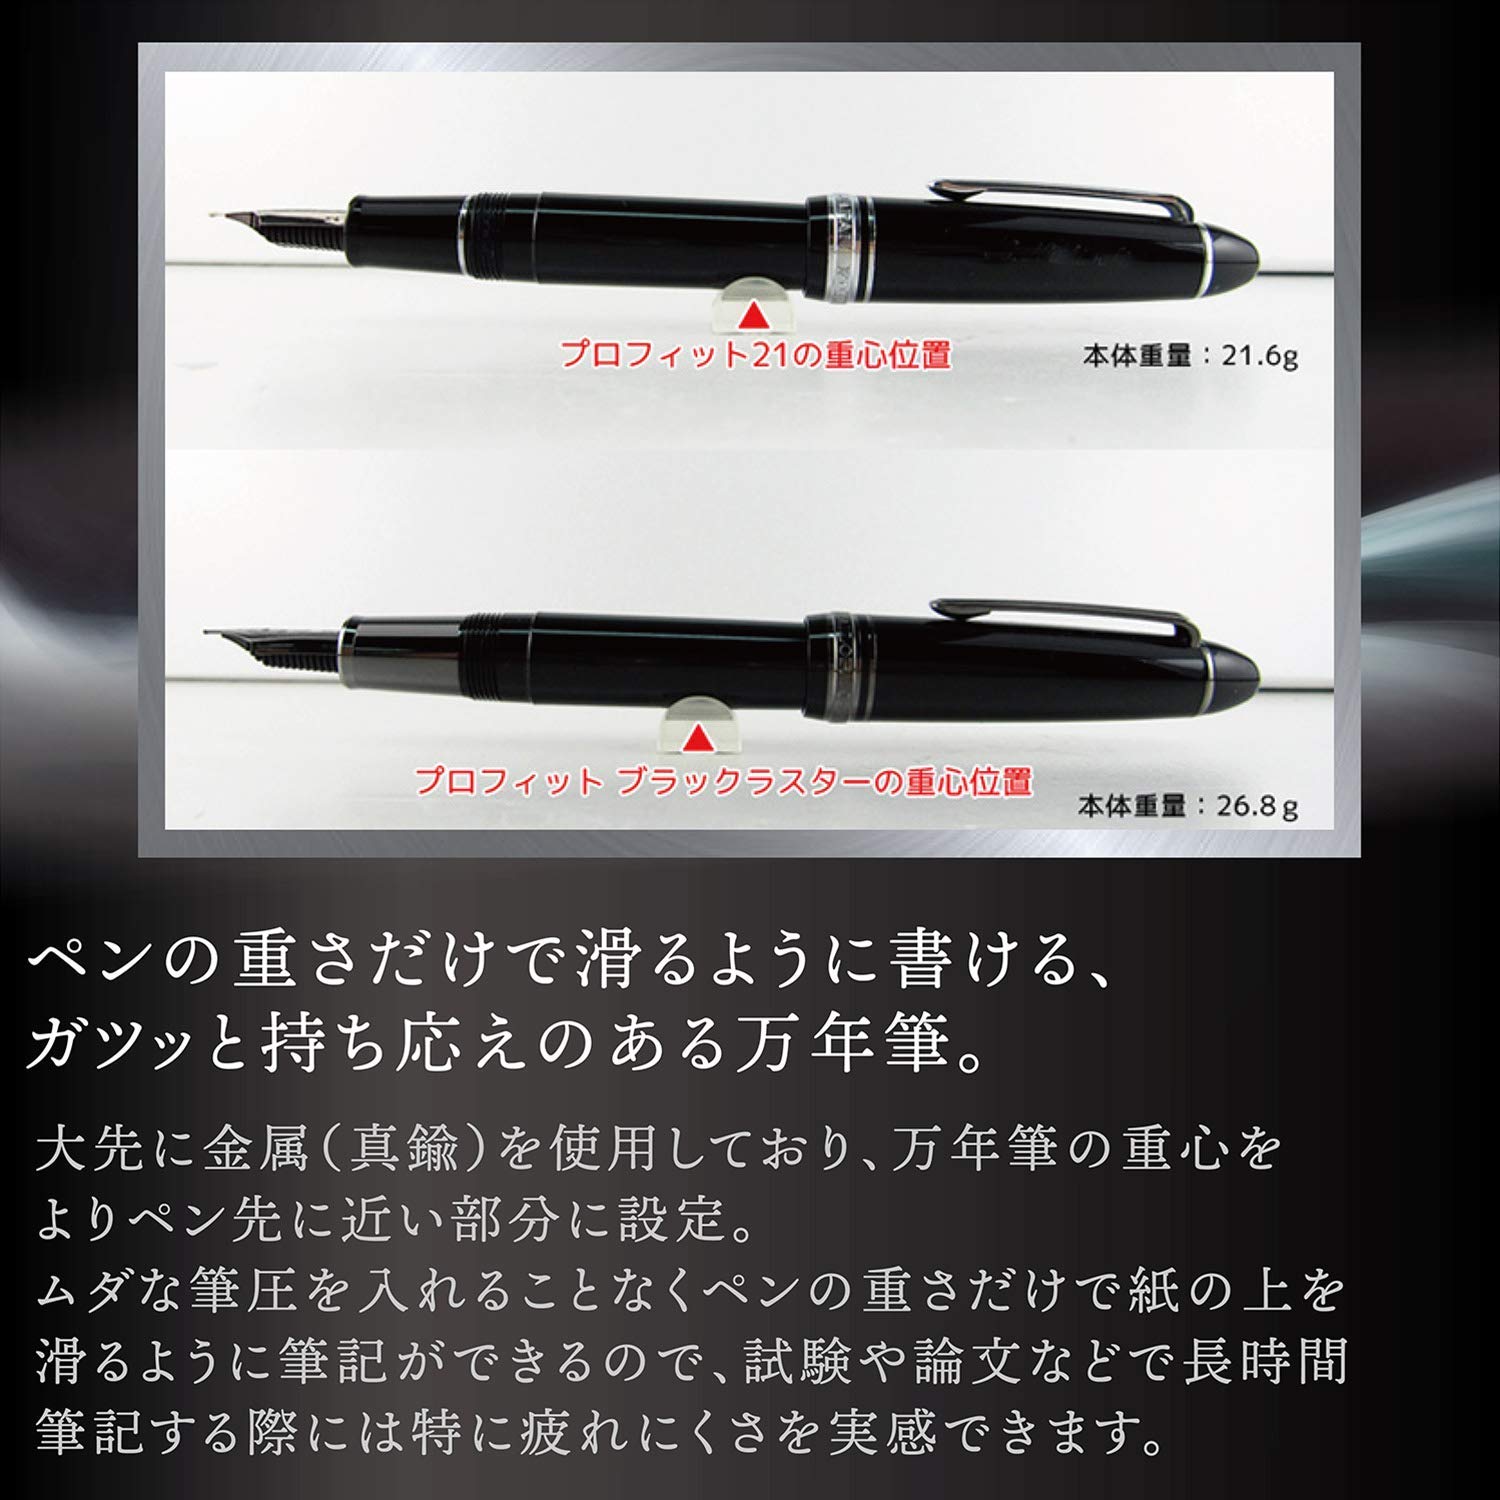 プロフィット21の重心位置
本体重量：21.6g
プロフィット ブラックラスターの重心位置
本体重量：26.8g
ペンの重さだけで滑るように書ける、
ガツッと持ち応えのある万年筆。
大先に金属(真鍮)を使用しており、万年筆の重心を
よりペン先に近い部分に設定。
ムダな筆圧を入れることなくペンの重さだけで紙の上を
滑るように筆記ができるので、試験や論文などで長時間
筆記する際には特に疲れにくさを実感できます。